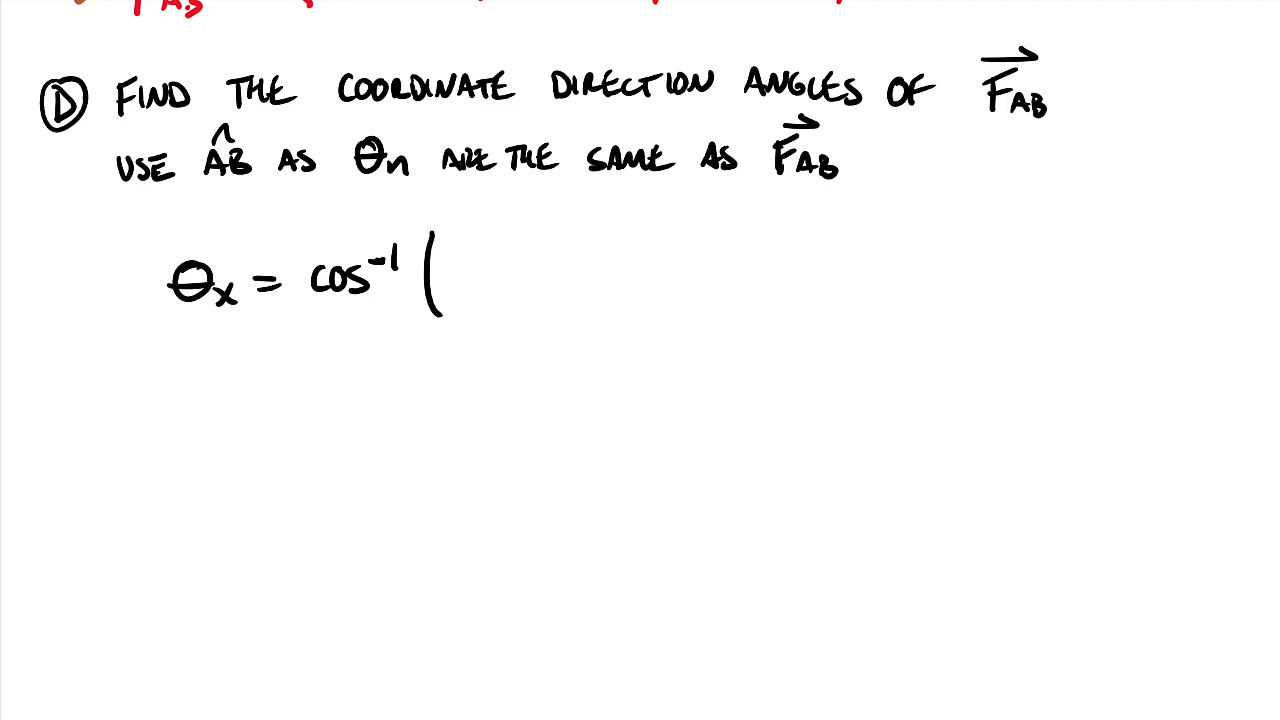 FAB
Ⓓ FIND THE COORDINATE DIRECTION ANGLES OF F⃗AB
USE ÂB AS θn ARE THE SAME AS F⃗AB
θx = cos⁻¹ (